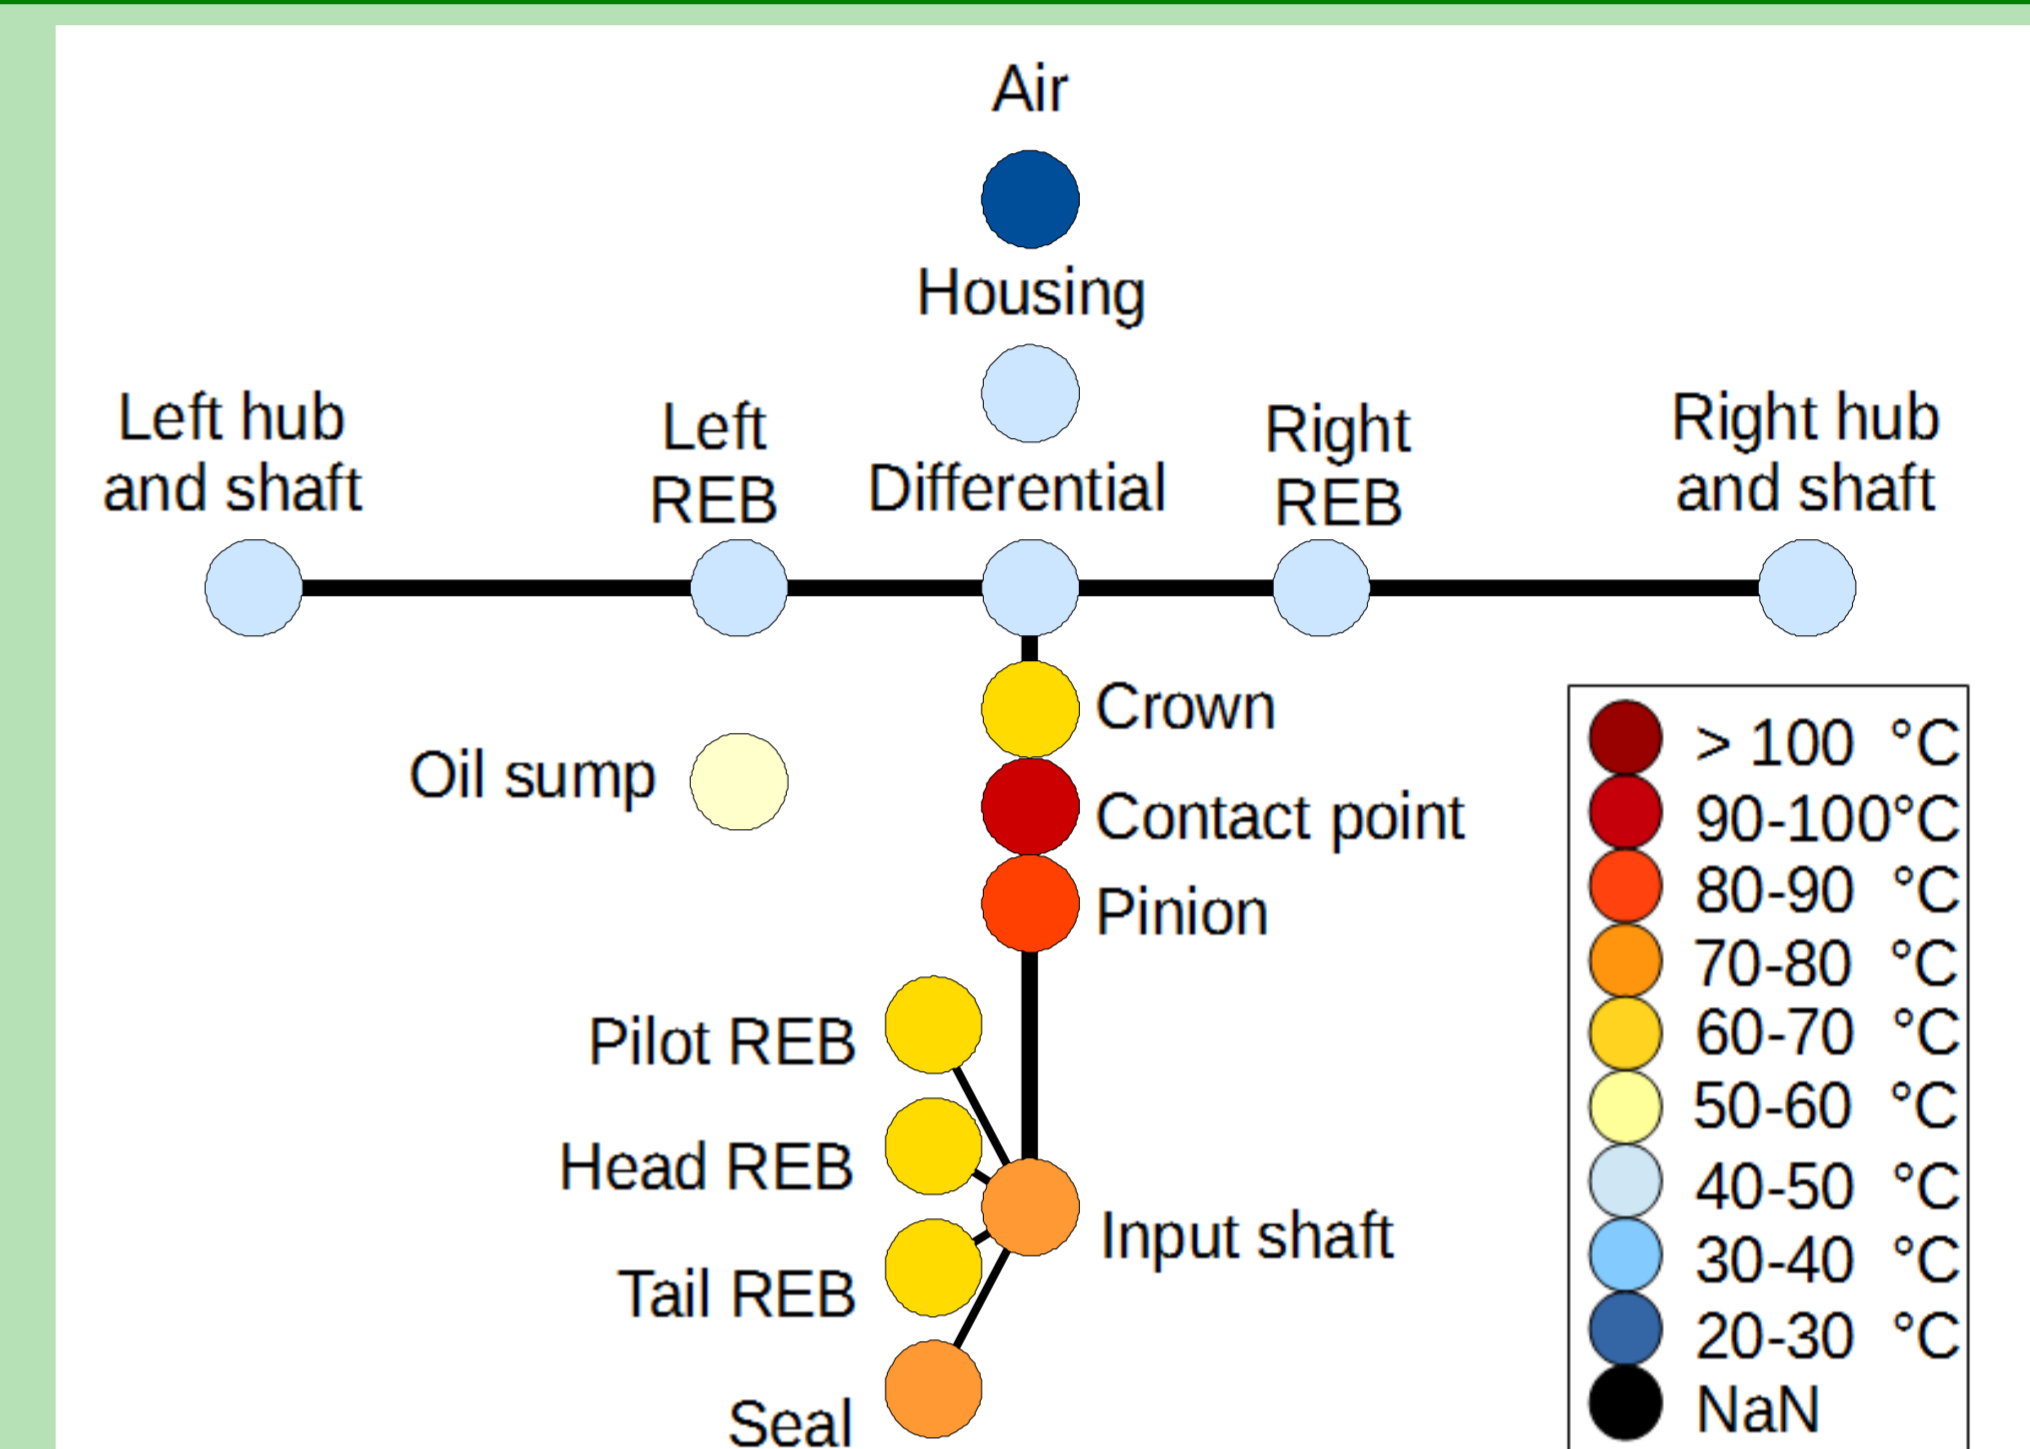 Air
Housing
Left hub
and shaft
Left
REB
Differential
Right
REB
Right hub
and shaft
Crown
Oil sump
Contact point
Pinion
Pilot REB
Head REB
Input shaft
Tail REB
Seal
> 100 °C
90-100°C
80-90 °C
70-80 °C
60-70 °C
50-60 °C
40-50 °C
30-40 °C
20-30 °C
NaN